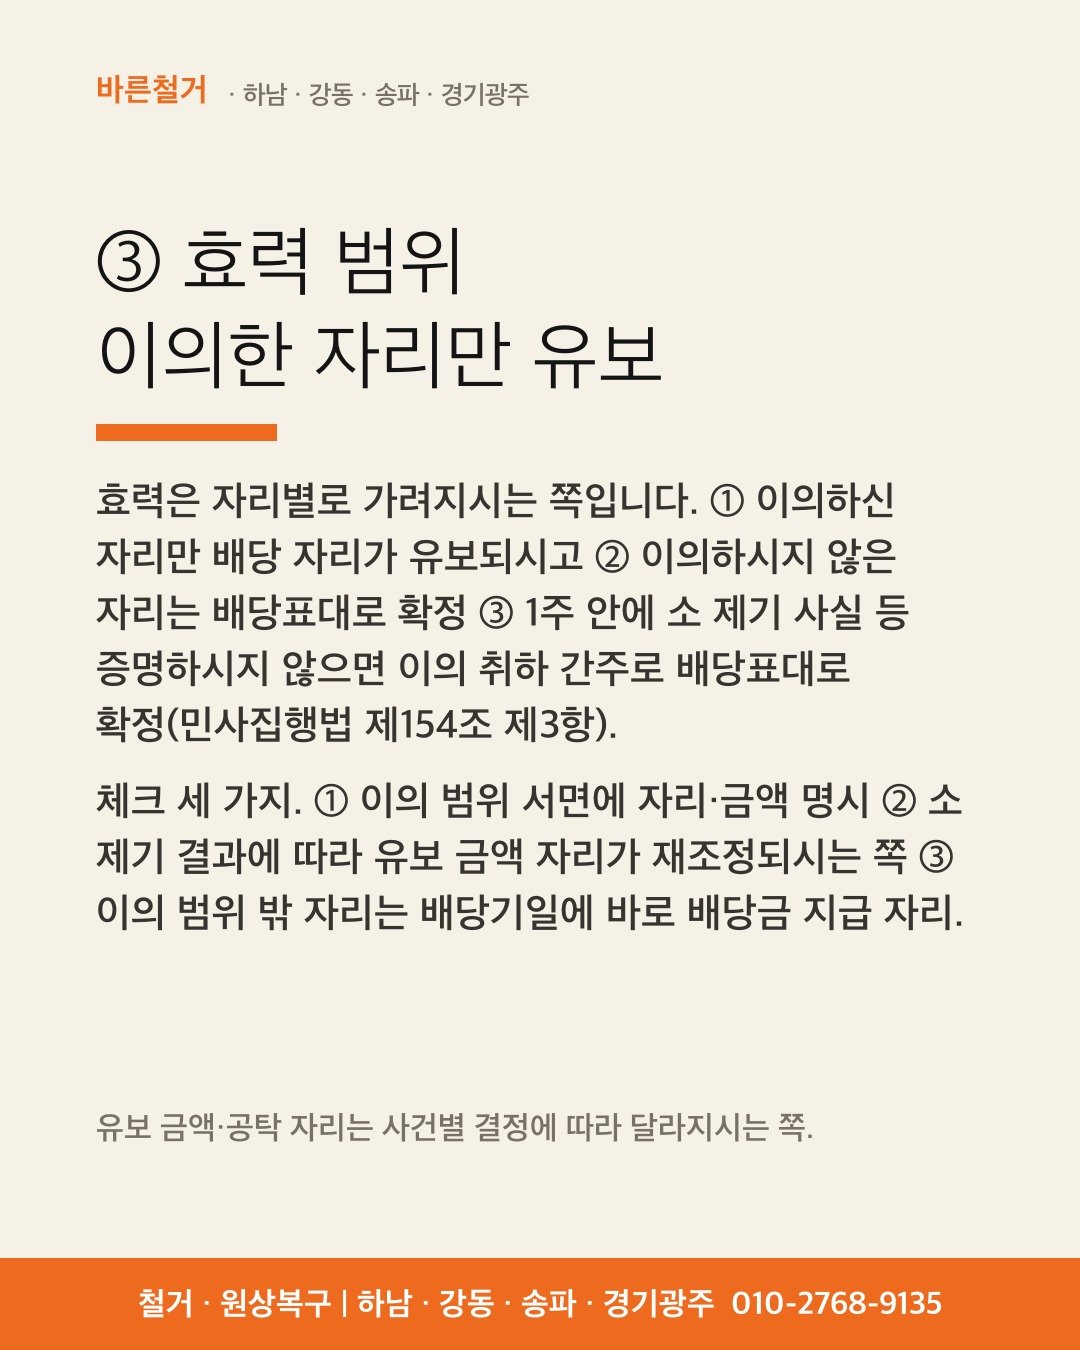 바른철거 · 하남 · 강동 · 송파 · 경기광주
③ 효력 범위
이의한 자리만 유보
효력은 자리별로 가려지시는 쪽입니다. ① 이의하신
자리만 배당 자리가 유보되시고 ② 이의하시지 않은
자리는 배당표대로 확정 ③ 1주 안에 소 제기 사실 등
증명하시지 않으면 이의 취하 간주로 배당표대로
확정(민사집행법 제154조 제3항).
체크 세 가지. ① 이의 범위 서면에 자리·금액 명시 ② 소
제기 결과에 따라 유보 금액 자리가 재조정되시는 쪽 ③
이의 범위 밖 자리는 배당기일에 바로 배당금 지급 자리.
유보 금액·공탁 자리는 사건별 결정에 따라 달라지시는 쪽.
철거 · 원상복구 | 하남 · 강동 · 송파 · 경기광주 010-2768-9135